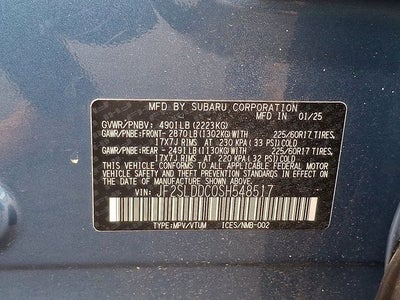 MFD BY SUBARU CORPORATION
MFD. IN 01/25
GVWR/PNBV: 4901LB(2223KG)
GAWR/PNBE:FRONT- 2870LB(1302KG)WITH 225/60R17 TIRES,
17X7J RIMS,AT 230 KPA( 33 PSI)COLD
GAWR/PNBE:REAR - 2491LB(1130KG)WITH 225/60R17 TIRES,
17X7J RIMS,AT 220 KPA( 32 PSI)COLD
THIS VEHICLE CONFORMS TO ALL APPLICABLE
FEDERAL MOTOR VEHICLE SAFETY AND THEFT
PREVENTION STANDARDS IN EFFECT ON THE DATE
OF MANUFACTURE SHOWN ABOVE.
VIN: JF2SLDDC0SH548517
TYPE:MPV/VTUM ICES/NMB-002